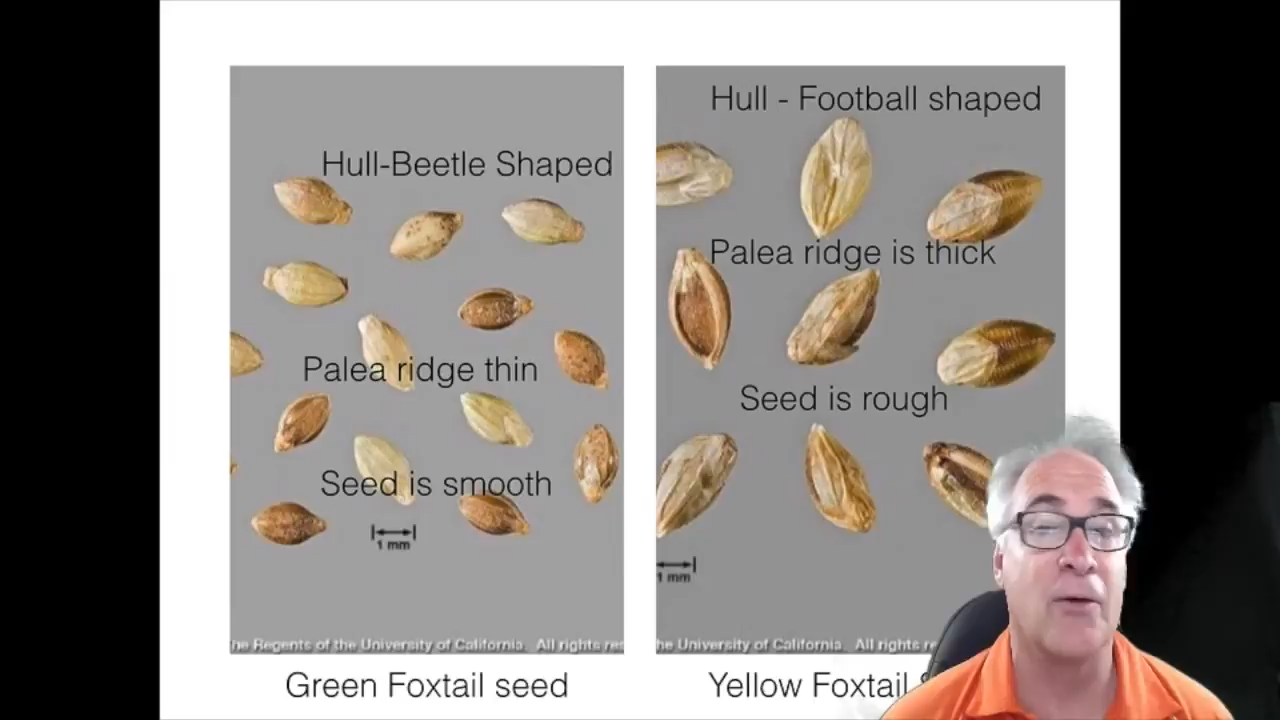 Hull-Beetle Shaped
Palea ridge thin
Seed is smooth
1 mm
he Regents of the University of California. All rights res
Green Foxtail seed
Hull - Football shaped
Palea ridge is thick
Seed is rough
1 mm
he University of California. All rights re
Yellow Foxtail